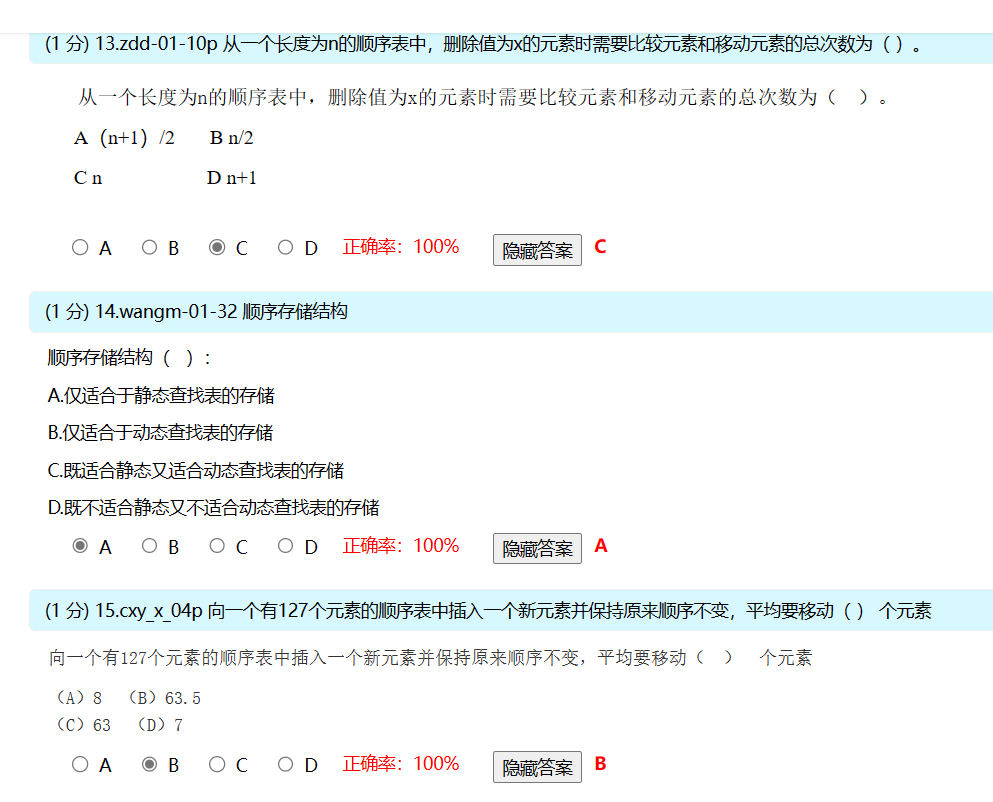 (1 分) 13.zdd-01-10p 从一个长度为n的顺序表中，删除值为x的元素时需要比较元素和移动元素的总次数为（ ）。
从一个长度为n的顺序表中，删除值为x的元素时需要比较元素和移动元素的总次数为（ ）。
A（n+1）/2 B n/2
C n D n+1
A B C D 正确率：100% 隐藏答案 C
(1 分) 14.wangm-01-32 顺序存储结构
顺序存储结构（ ）:
A.仅适合于静态查找表的存储
B.仅适合于动态查找表的存储
C.既适合静态又适合动态查找表的存储
D.既不适合静态又不适合动态查找表的存储
A B C D 正确率：100% 隐藏答案 A
(1 分) 15.cxy_x_04p 向一个有127个元素的顺序表中插入一个新元素并保持原来顺序不变，平均要移动（ ） 个元素
向一个有127个元素的顺序表中插入一个新元素并保持原来顺序不变，平均要移动（ ） 个元素
（A）8 （B）63.5
（C）63 （D）7
A B C D 正确率：100% 隐藏答案 B